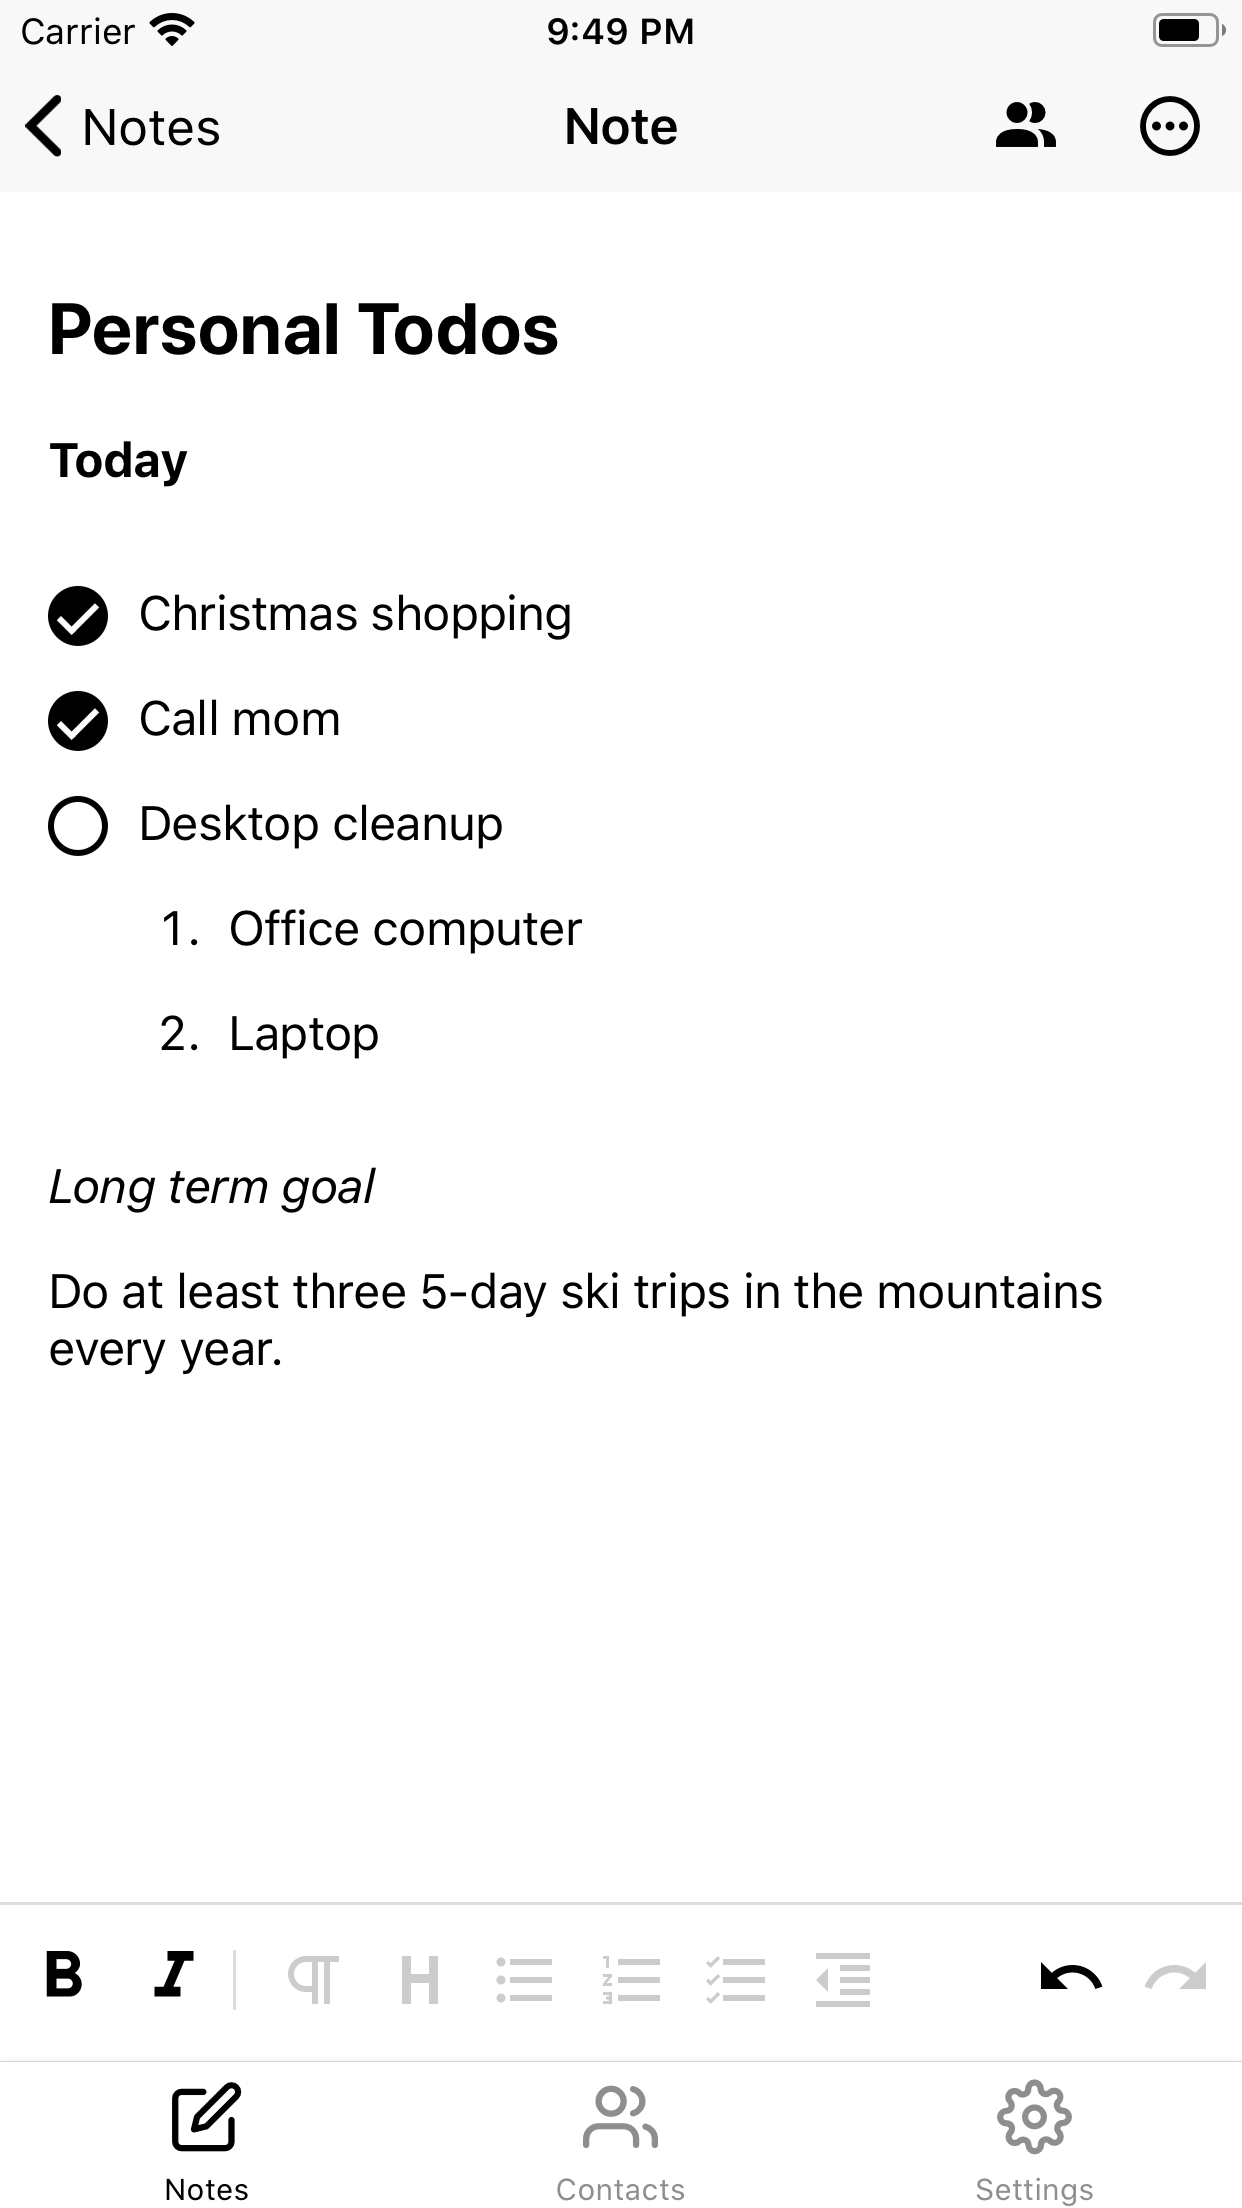 Carrier
9:49 PM
Notes
Note
Personal Todos
Today
Christmas shopping
Call mom
Desktop cleanup
1. Office computer
2. Laptop
Long term goal
Do at least three 5-day ski trips in the mountains
every year.
B I H
Notes
Contacts
Settings